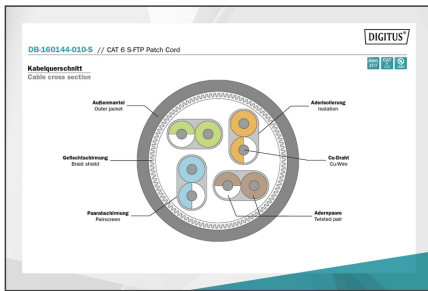 DIGITUS®
DB-160144-010-S // CAT 6 S-FTP Patch Cord
Kabelquerschnitt
Cable cross section
Außenmantel
Outer jacket
Aderisolierung
Isolation
Geflechtschirmung
Braid shield
Cu-Draht
Cu-Wire
Paarabschirmung
Pairscreen
Adernpaare
Twisted pair